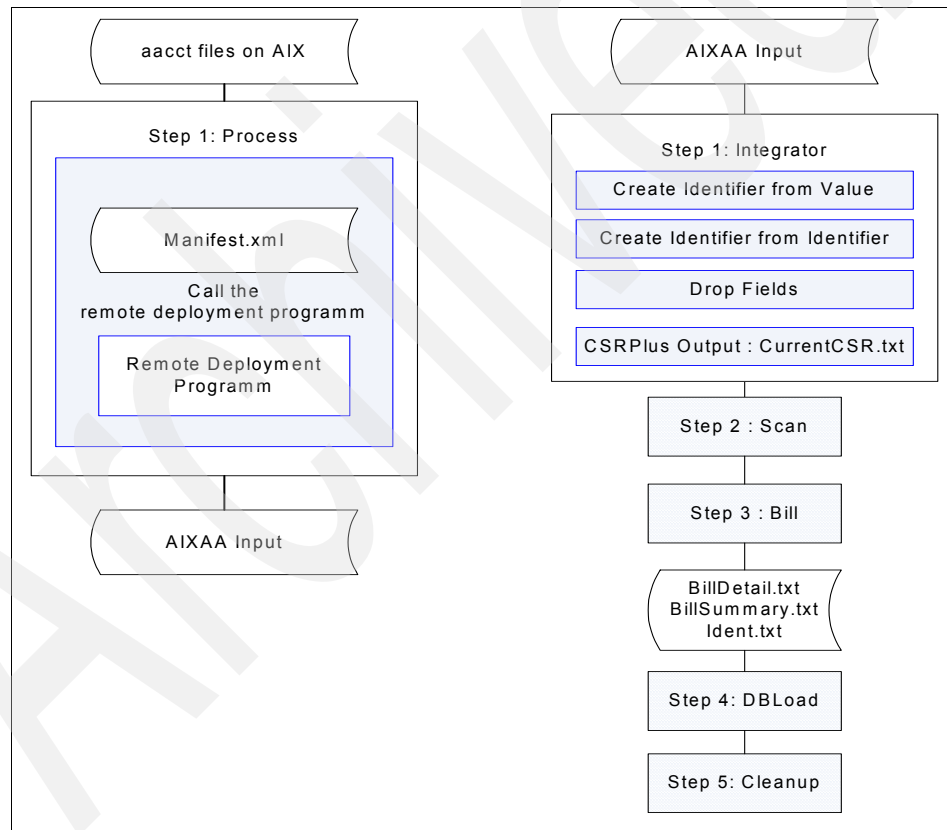 aacct files on AIX
Step 1: Process
Manifest.xml
Call the
remote deployment programm
Remote Deployment
Programm
AIXAA Input
AIXAA Input
Step 1: Integrator
Create Identifier from Value
Create Identifier from Identifier
Drop Fields
CSRPlus Output : CurrentCSR.txt
Step 2 : Scan
Step 3 : Bill
BillDetail.txt
BillSummary.txt
Ident.txt
Step 4: DBLoad
Step 5: Cleanup
Archived